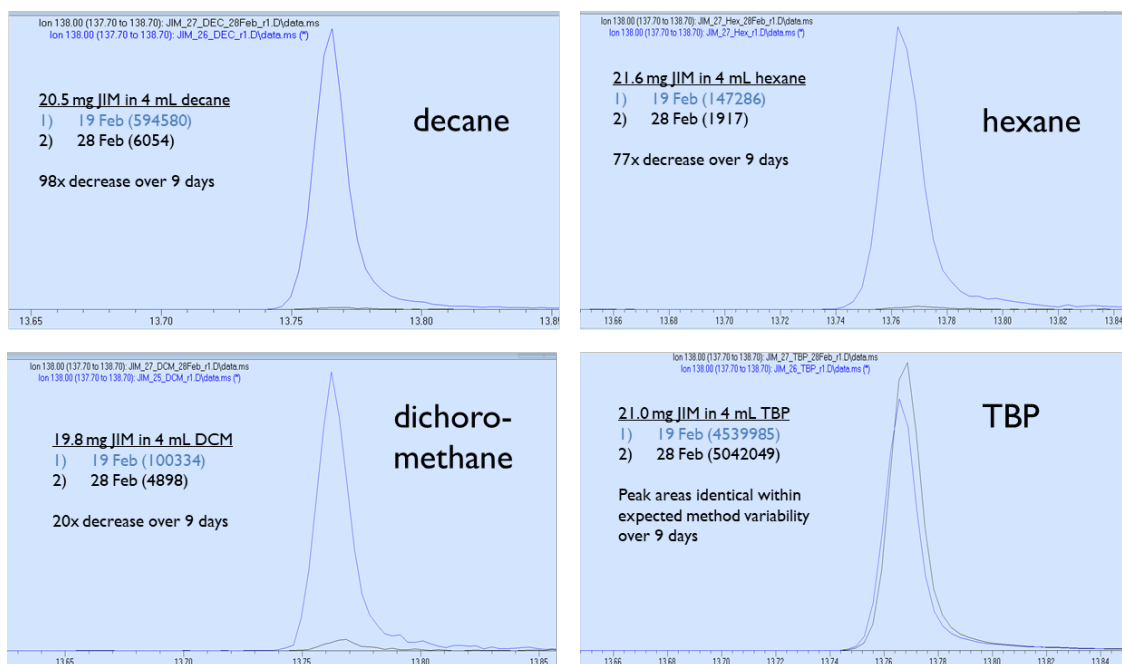 Ion 138.00 (137.70 to 138.70): JIM_27_DEC_28Feb_r1.D\data.ms
Ion 138.00 (137.70 to 138.70): JIM_26_DEC_r1.D\data.ms (*)
20.5 mg JIM in 4 mL decane
1) 19 Feb (594580)
2) 28 Feb (6054)
98x decrease over 9 days
decane
13.65 13.70 13.75 13.80 13.85
Ion 138.00 (137.70 to 138.70): JIM_27_Hex_28Feb_r1.D\data.ms
Ion 138.00 (137.70 to 138.70): JIM_27_Hex_r1.D\data.ms (*)
21.6 mg JIM in 4 mL hexane
1) 19 Feb (147286)
2) 28 Feb (1917)
77x decrease over 9 days
hexane
13.66 13.68 13.70 13.72 13.74 13.76 13.78 13.80 13.82 13.84
Ion 138.00 (137.70 to 138.70): JIM_27_DCM_28Feb_r1.D\data.ms
Ion 138.00 (137.70 to 138.70): JIM_25_DCM_r1.D\data.ms (*)
19.8 mg JIM in 4 mL DCM
1) 19 Feb (100334)
2) 28 Feb (4898)
20x decrease over 9 days
dichoro-
methane
13.65 13.70 13.75 13.80 13.85
Ion 138.00 (137.70 to 138.70): JIM_27_TBP_28Feb_r1.D\data.ms
Ion 138.00 (137.70 to 138.70): JIM_26_TBP_r1.D\data.ms (*)
21.0 mg JIM in 4 mL TBP
1) 19 Feb (4539985)
2) 28 Feb (5042049)
Peak areas identical within
expected method variability
over 9 days
TBP
13.66 13.68 13.70 13.72 13.74 13.76 13.78 13.80 13.82 13.84